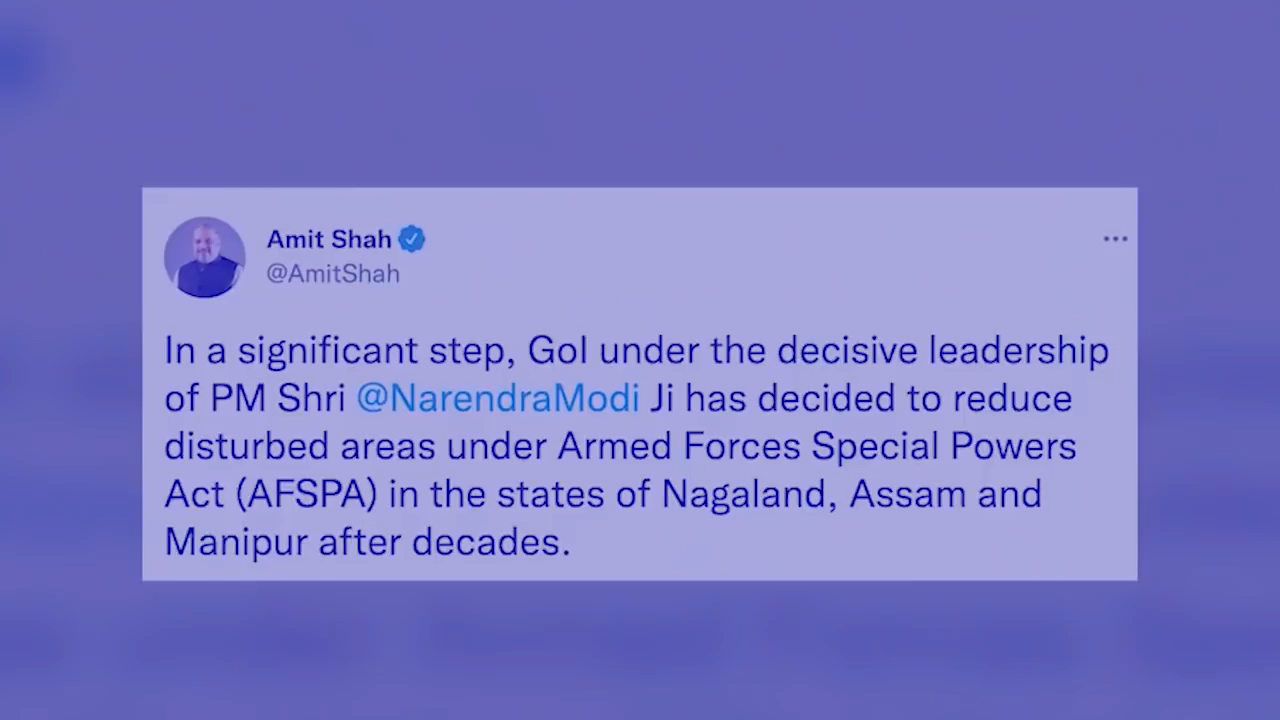 Amit Shah
@AmitShah
In a significant step, GoI under the decisive leadership
of PM Shri @NarendraModi Ji has decided to reduce
disturbed areas under Armed Forces Special Powers
Act (AFSPA) in the states of Nagaland, Assam and
Manipur after decades.